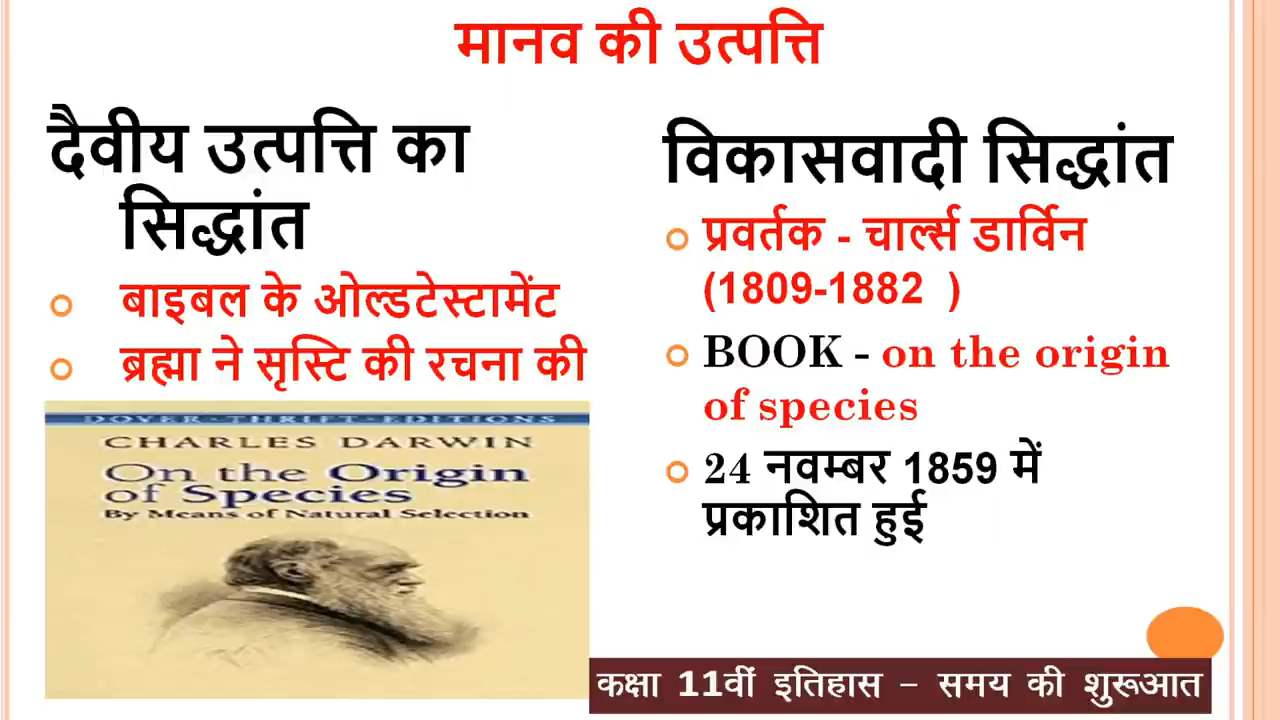 मानव की उत्पत्ति
दैवीय उत्पत्ति का
सिद्धांत
बाइबल के ओल्डटेस्टामेंट
ब्रह्मा ने सृस्टि की रचना की
DOVER · THRIFT · EDITIONS
CHARLES DARWIN
On the Origin
of Species
By Means of Natural Selection
विकासवादी सिद्धांत
प्रवर्तक - चार्ल्स डार्विन
(1809-1882 )
BOOK - on the origin
of species
24 नवम्बर 1859 में
प्रकाशित हुई
कक्षा 11वीं इतिहास – समय की शुरूआत